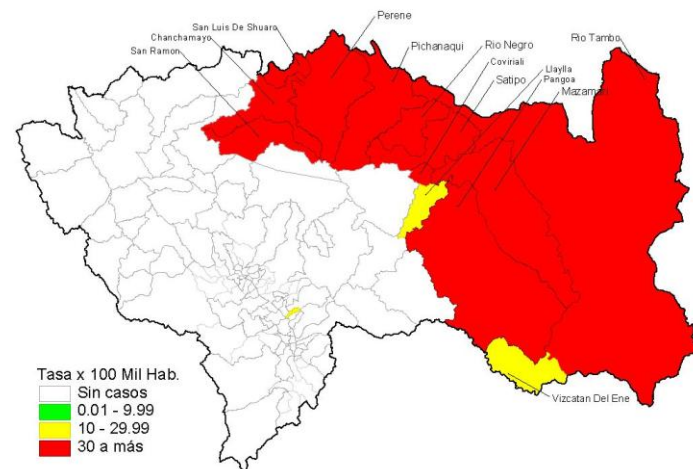 San Luis De Shuaro
Perene
Chanchamayo
San Ramon
Pichanaqui
Rio Negro
Coviriali
Satipo
Llaylla
Pangoa
Mazamari
Rio Tambo
Vizcatan Del Ene
Tasa x 100 Mil Hab.
Sin casos
0.01 - 9.99
10 - 29.99
30 a más